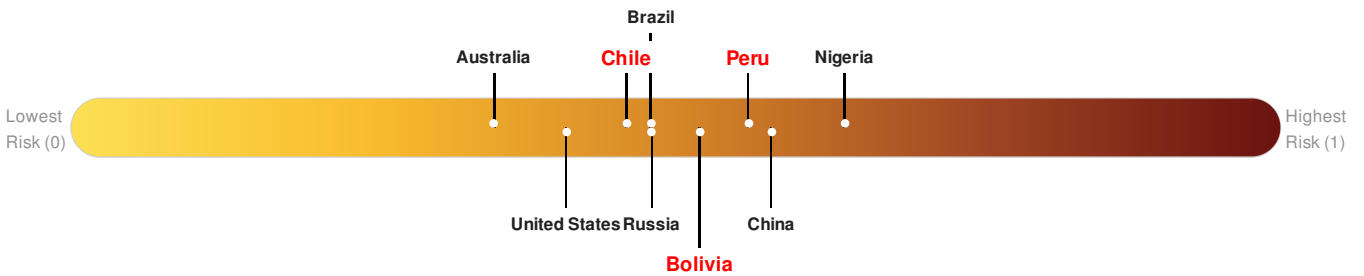 Brazil
Australia
Chile
Peru
Nigeria
Lowest
Risk (0)
Highest
Risk (1)
United States
Russia
China
Bolivia